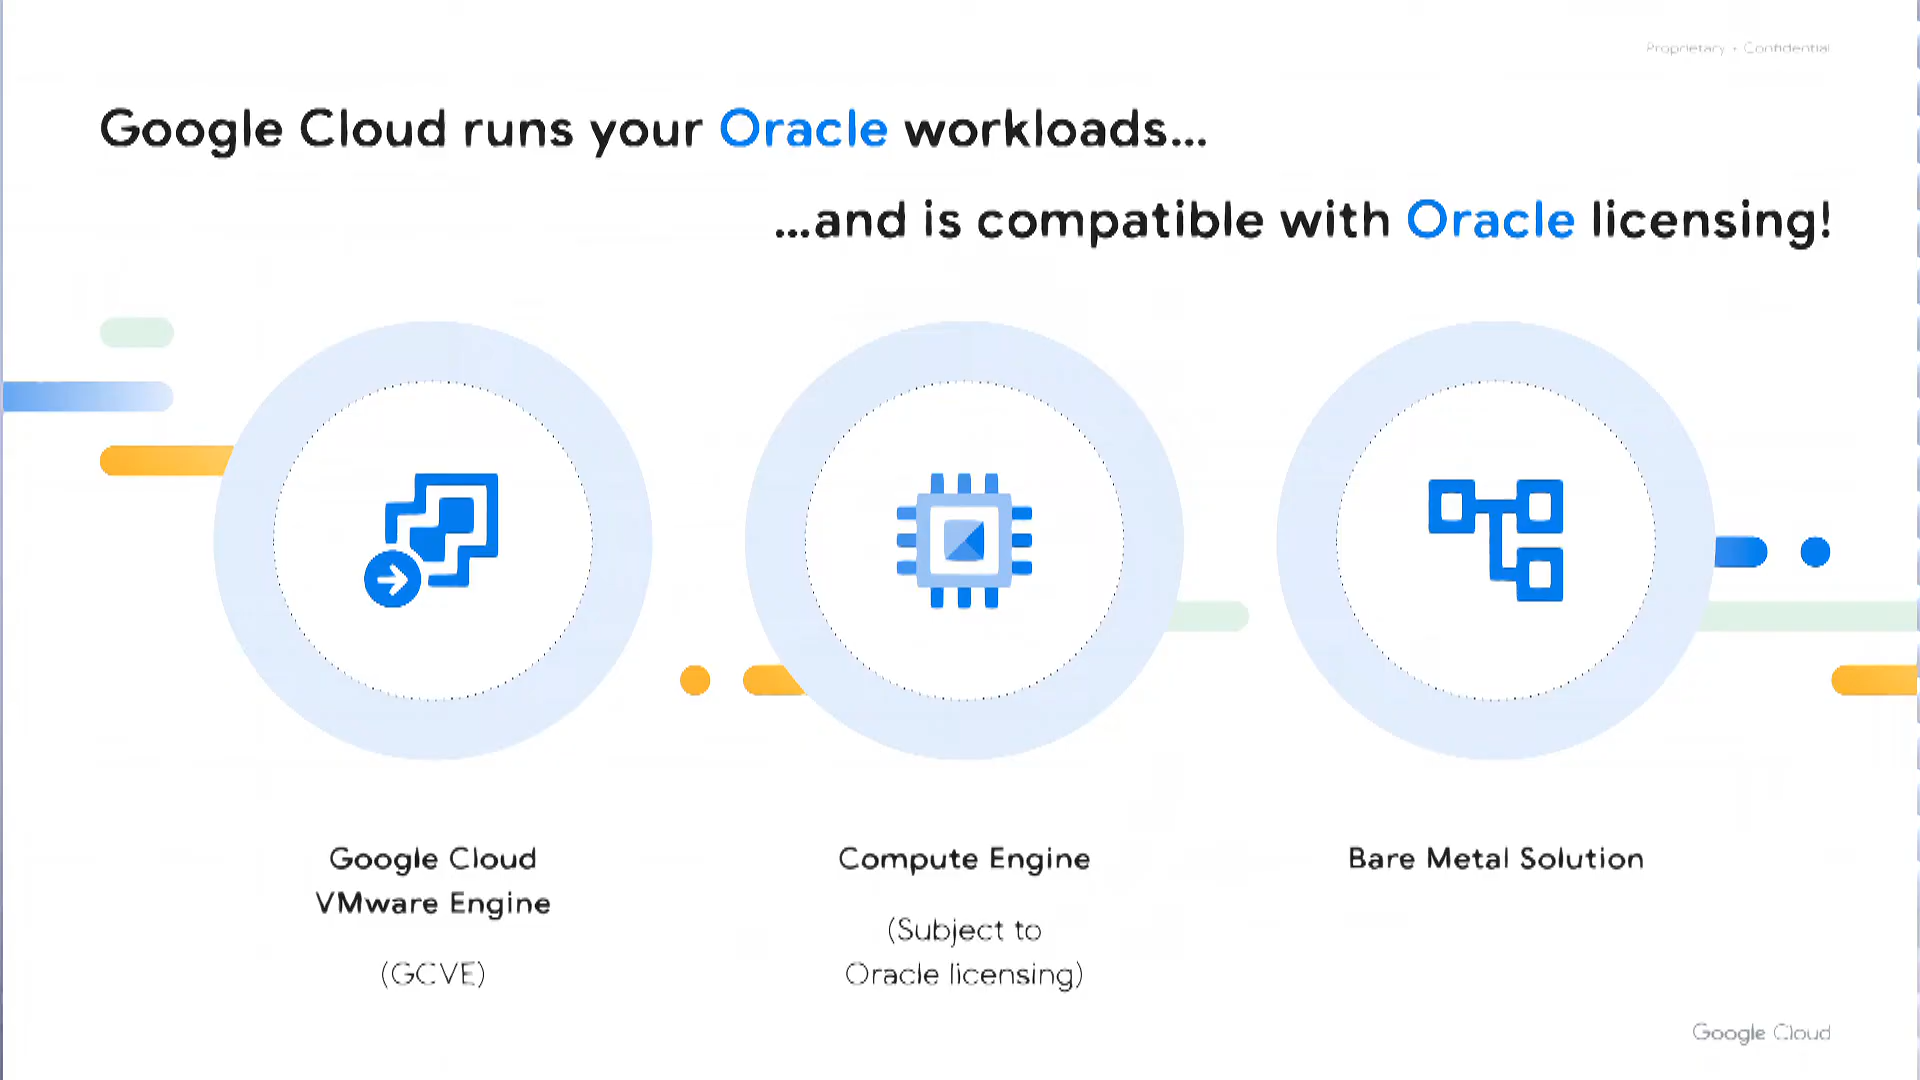 Proprietary + Confidential
Google Cloud runs your Oracle workloads...
...and is compatible with Oracle licensing!
Google Cloud
VMware Engine
(GCVE)
Compute Engine
(Subject to
Oracle licensing)
Bare Metal Solution
Google Cloud